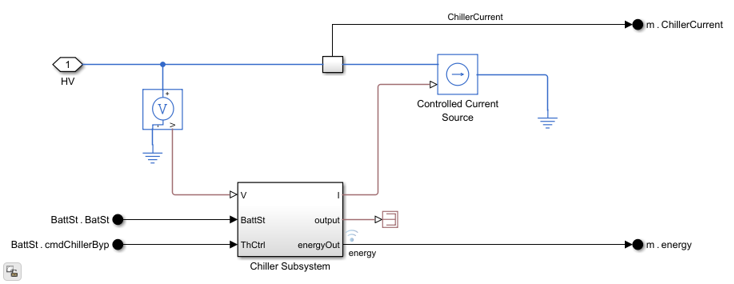 ChillerCurrent
m . ChillerCurrent
1
HV
+
V
-
V
Controlled Current
Source
V
I
BattSt . BatSt
BattSt
output
BattSt . cmdChillerByp
ThCtrl
energyOut
m . energy
energy
Chiller Subsystem